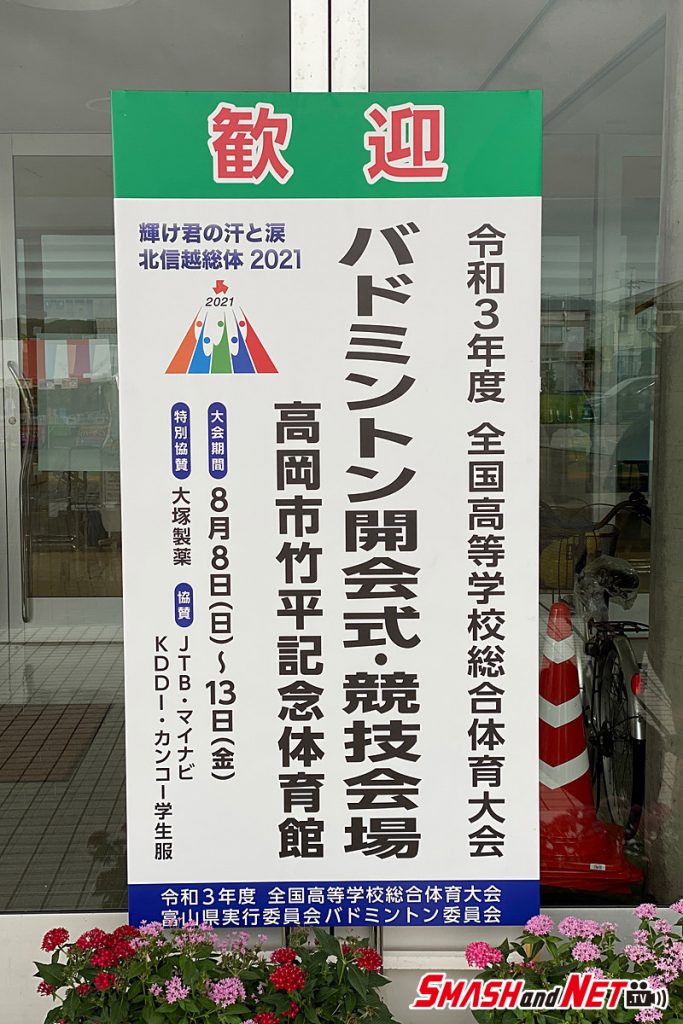 歓迎
令和3年度 全国高等学校総合体育大会
バドミントン開会式・競技会場
高岡市竹平記念体育館
輝け君の汗と涙
北信越総体 2021
2021
大会期間 8月8日(日)～13日(金)
特別協賛 大塚製薬 協賛 JTB・マイナビ
KDDI・カンコー学生服
令和3年度 全国高等学校総合体育大会
富山県実行委員会バドミントン委員会
SMASH and NET TV